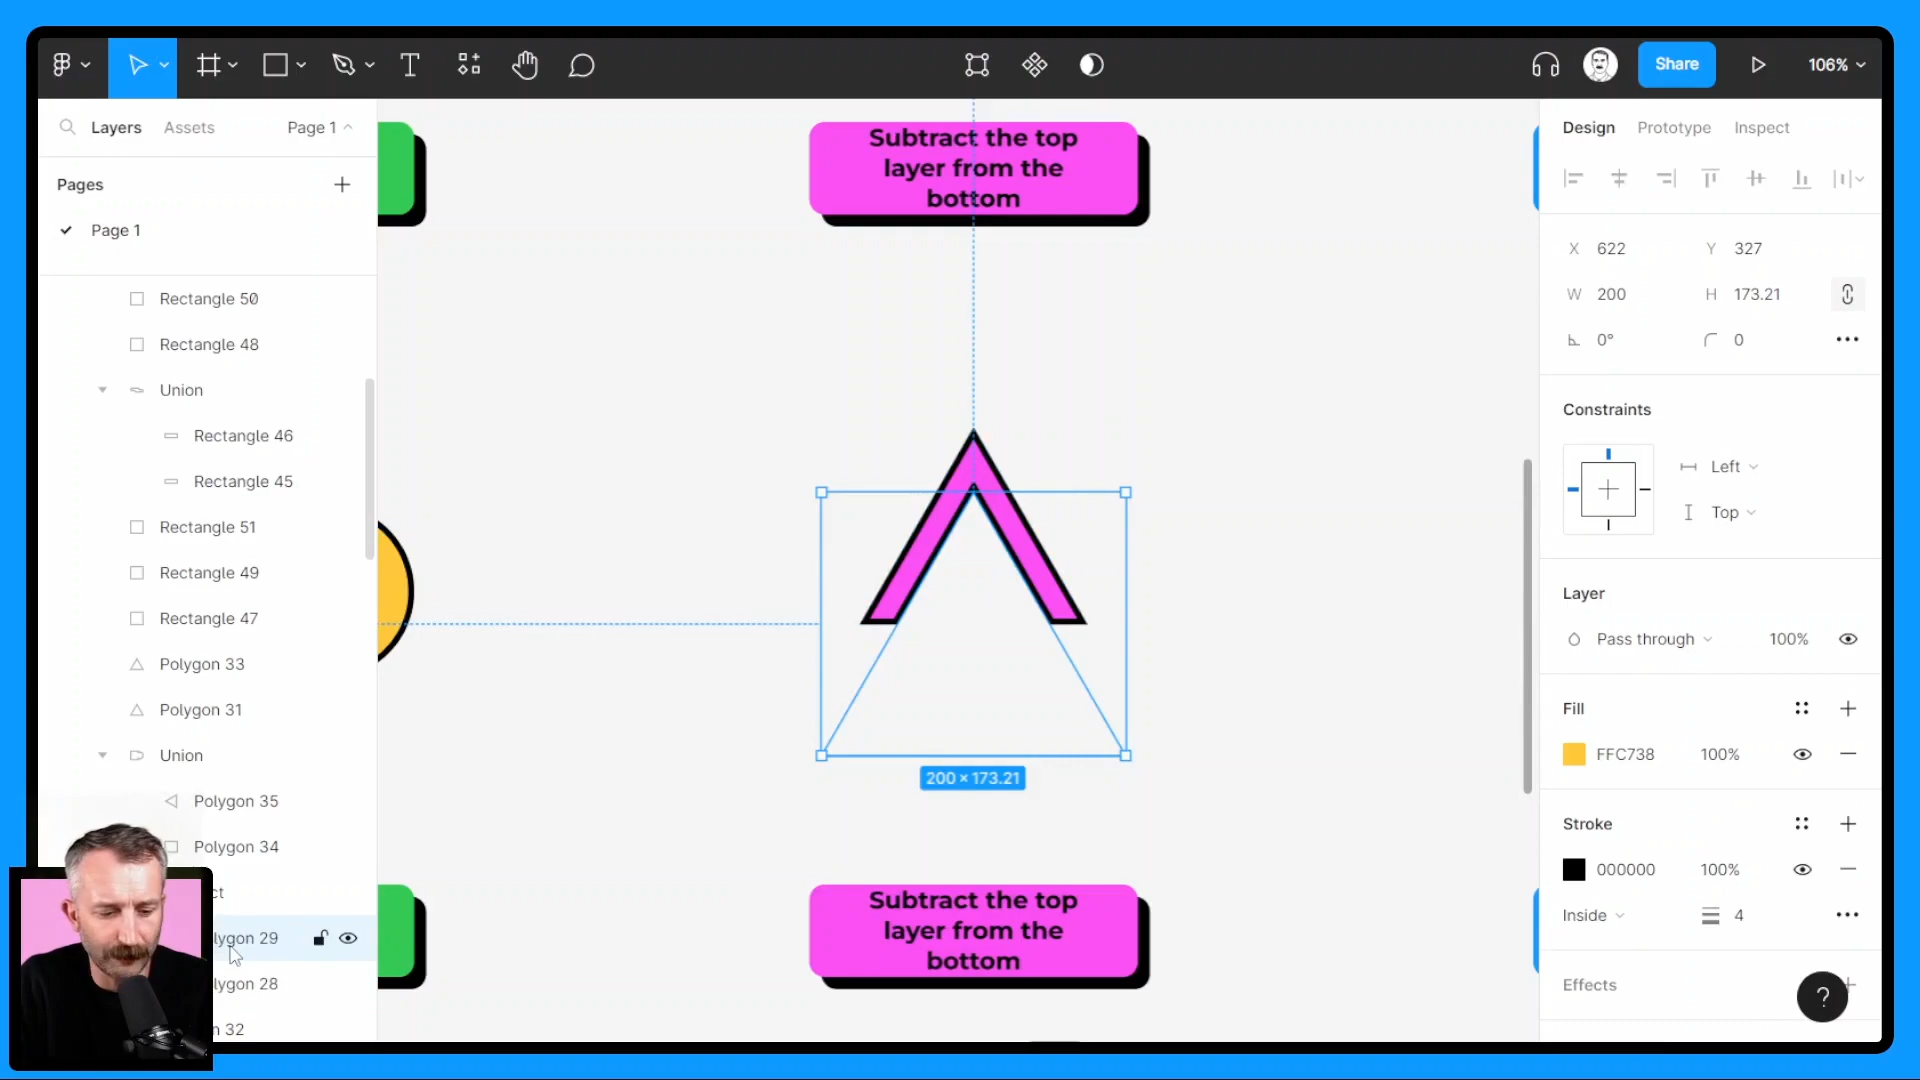 Share
106%
Layers
Assets
Page 1
Pages
Page 1
Rectangle 50
Rectangle 48
Union
Rectangle 46
Rectangle 45
Rectangle 51
Rectangle 49
Rectangle 47
Polygon 33
Polygon 31
Union
Polygon 35
Polygon 34
ct
lygon 29
lygon 28
n 32
Subtract the top
layer from the
bottom
200 × 173.21
Subtract the top
layer from the
bottom
Design
Prototype
Inspect
X 622
Y 327
W 200
H 173.21
0°
0
Constraints
Left
Top
Layer
Pass through
100%
Fill
FFC738
100%
Stroke
000000
100%
Inside
4
Effects
?